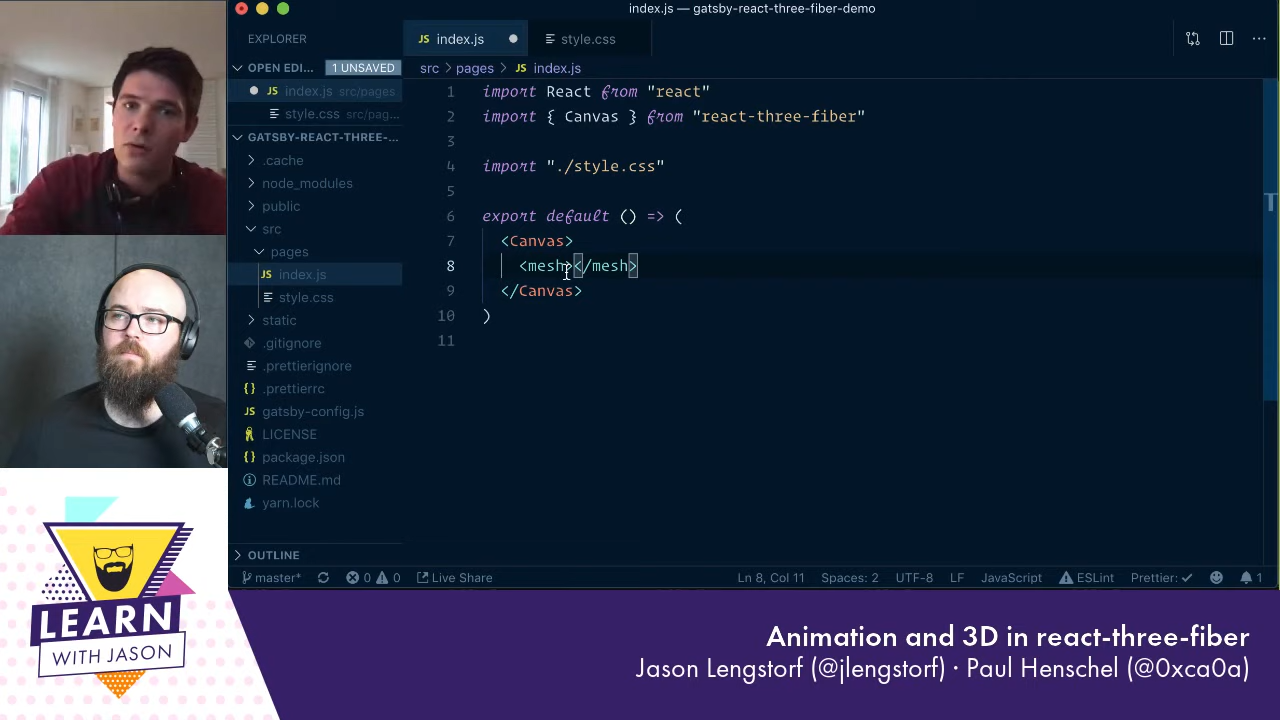 index.js — gatsby-react-three-fiber-demo
EXPLORER
JS index.js
style.css
OPEN EDI... 1 UNSAVED
src > pages > JS index.js
index.js src/pages
style.css src/pag...
GATSBY-REACT-THREE-...
.cache
node_modules
public
src
pages
JS index.js
style.css
static
.gitignore
.prettierignore
{} .prettierrc
JS gatsby-config.js
LICENSE
package.json
README.md
yarn.lock
OUTLINE
1 import React from "react"
2 import { Canvas } from "react-three-fiber"
3
4 import "./style.css"
5
6 export default () => (
7 <Canvas>
8 <mesh></mesh>
9 </Canvas>
10 )
11
master* 0 0 Live Share Ln 8, Col 11 Spaces: 2 UTF-8 LF JavaScript ESLint Prettier: ✓ 1
LEARN
WITH JASON
Animation and 3D in react-three-fiber
Jason Lengstorf (@jlengstorf) · Paul Henschel (@0xca0a)